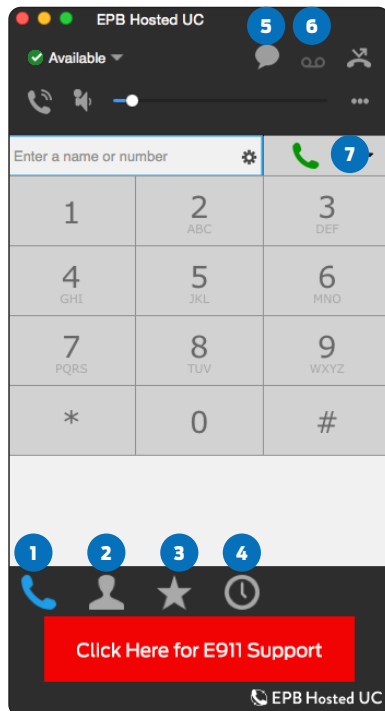 EPB Hosted UC
5 6
Available
Enter a name or number 7
1 2 ABC 3 DEF
4 GHI 5 JKL 6 MNO
7 PQRS 8 TUV 9 WXYZ
* 0 #
1 2 3 4
Click Here for E911 Support
EPB Hosted UC